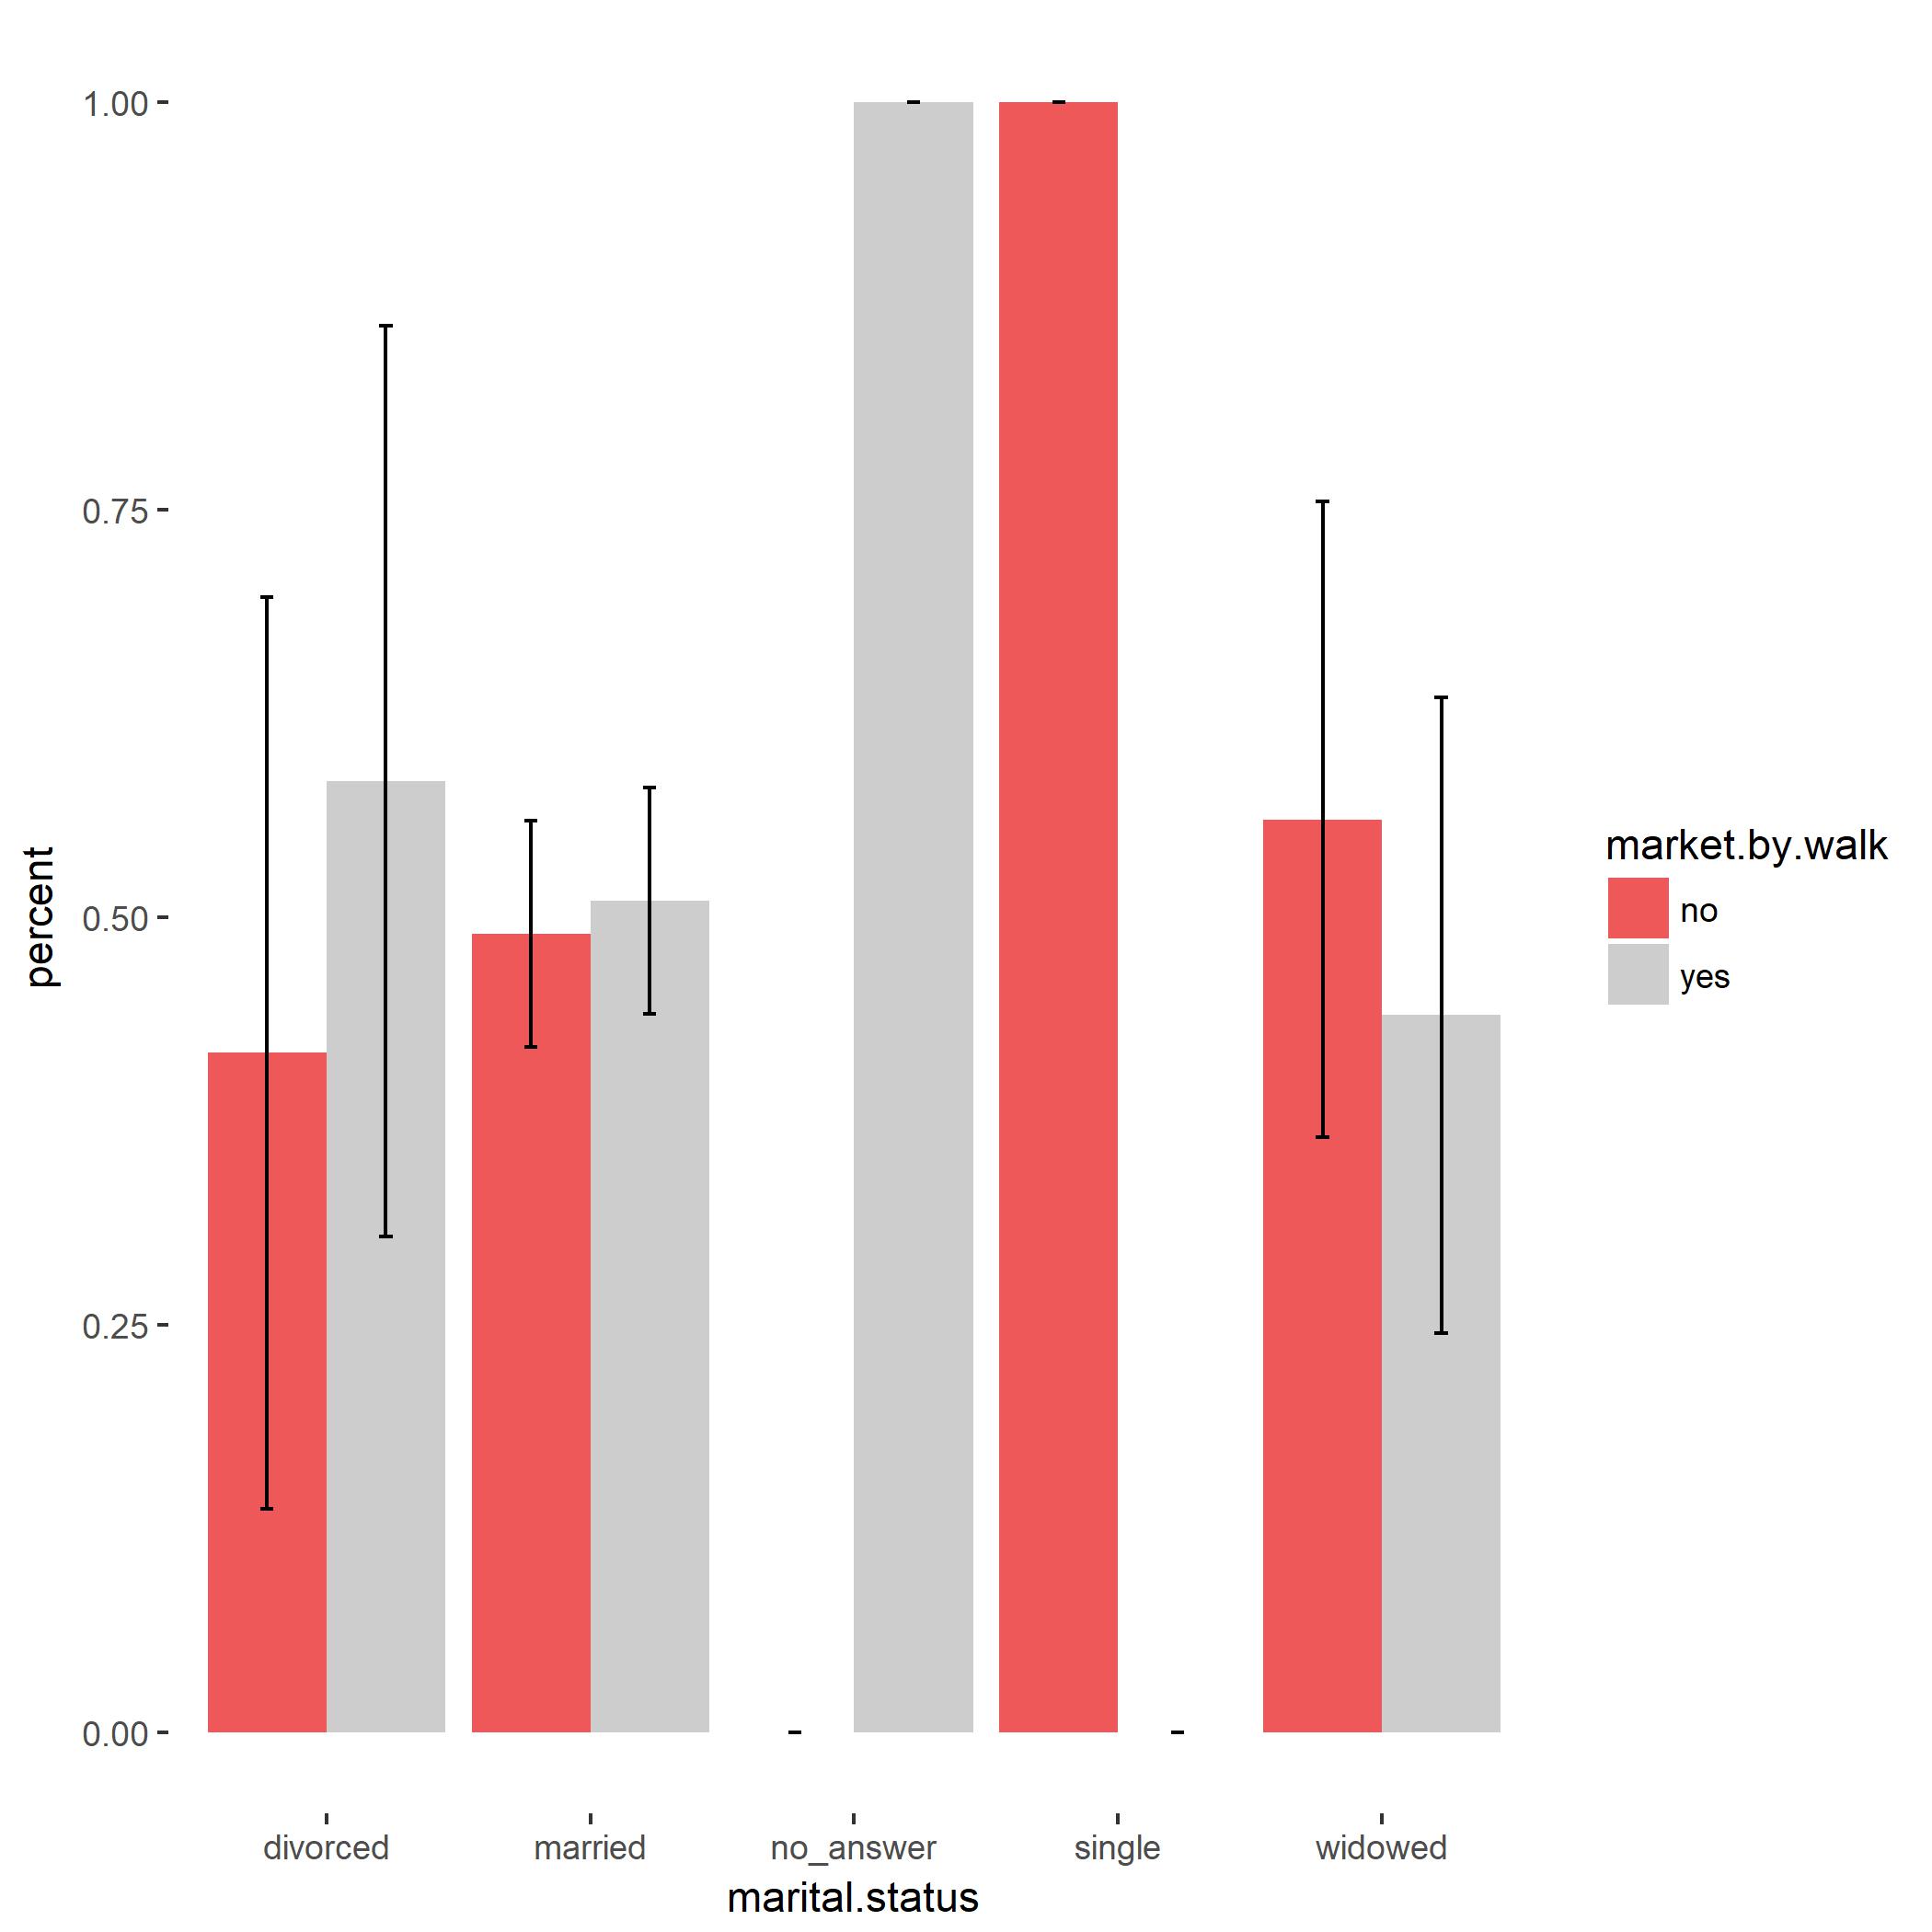 1.00
0.75
0.50
0.25
0.00
percent
divorced married no_answer single widowed
marital.status
market.by.walk
no
yes